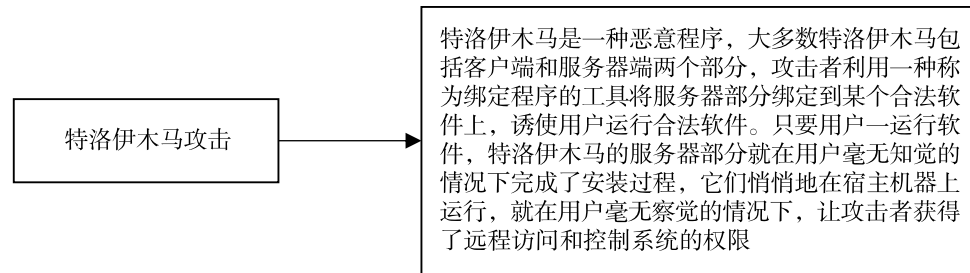 特洛伊木马攻击
特洛伊木马是一种恶意程序，大多数特洛伊木马包
括客户端和服务器端两个部分，攻击者利用一种称
为绑定程序的工具将服务器部分绑定到某个合法软
件上，诱使用户运行合法软件。只要用户一运行软
件，特洛伊木马的服务器部分就在用户毫无知觉的
情况下完成了安装过程，它们悄悄地在宿主机器上
运行，就在用户毫无察觉的情况下，让攻击者获得
了远程访问和控制系统的权限